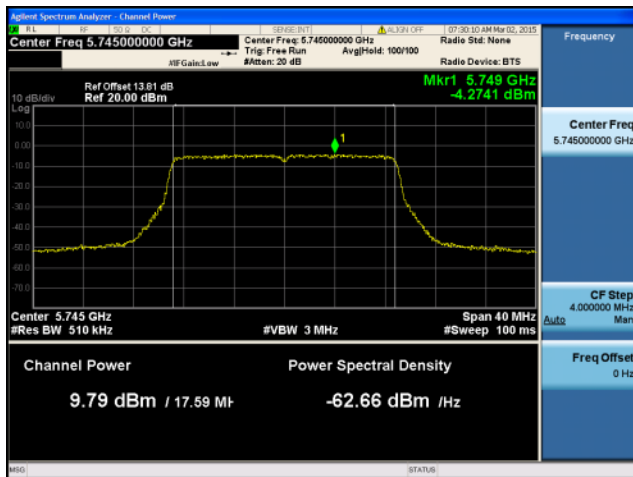 Agilent Spectrum Analyzer - Channel Power
RL RF 50 Ω DC SENSE:INT ALIGN OFF 07:30:10 AM Mar 02, 2015
Center Freq 5.745000000 GHz
Center Freq: 5.745000000 GHz Radio Std: None
Trig: Free Run Avg|Hold: 100/100
#IFGain:Low #Atten: 20 dB Radio Device: BTS
Frequency
Mkr1 5.749 GHz
-4.2741 dBm
Ref Offset 13.81 dB
10 dB/div Ref 20.00 dBm
Log
10.0
0.00
-10.0
-20.0
-30.0
-40.0
-50.0
-60.0
-70.0
1
Center 5.745 GHz Span 40 MHz
#Res BW 510 kHz #VBW 3 MHz #Sweep 100 ms
Channel Power Power Spectral Density
9.79 dBm / 17.59 MH -62.66 dBm /Hz
Center Freq
5.745000000 GHz
CF Step
4.000000 MHz
Auto Man
Freq Offset
0 Hz
MSG STATUS